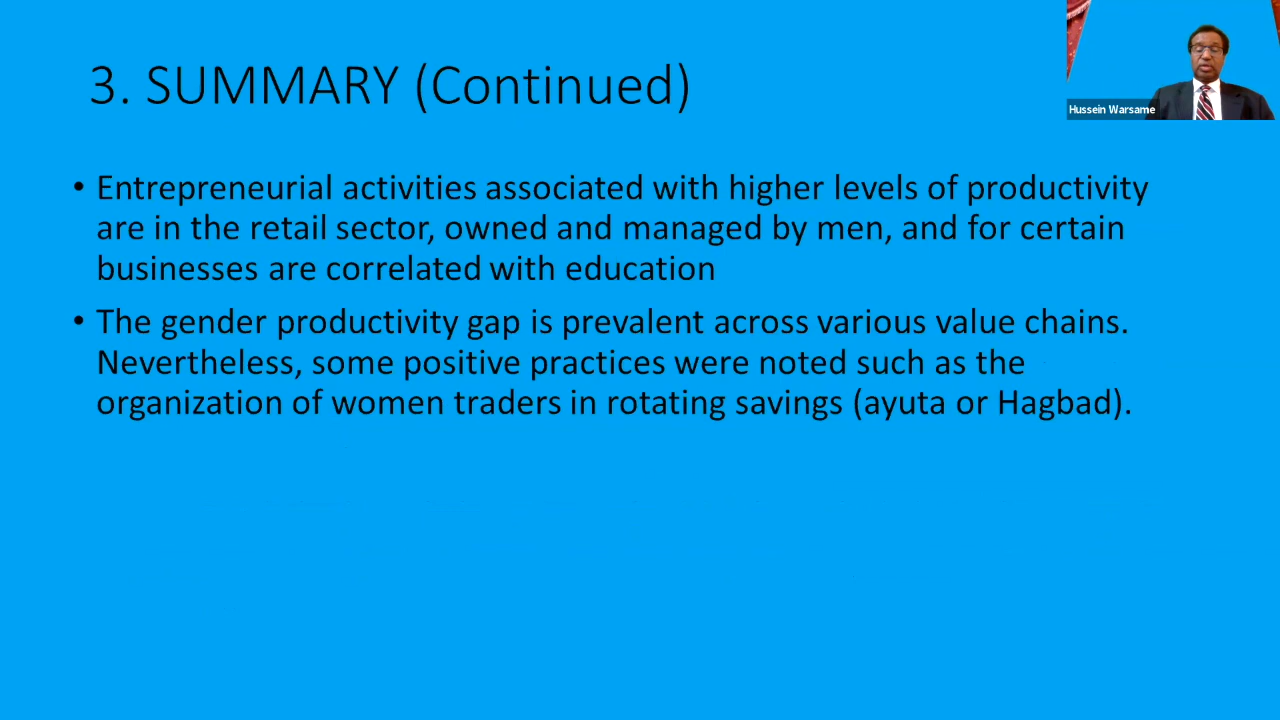 3. SUMMARY (Continued)
Hussein Warsame
• Entrepreneurial activities associated with higher levels of productivity
are in the retail sector, owned and managed by men, and for certain
businesses are correlated with education
• The gender productivity gap is prevalent across various value chains.
Nevertheless, some positive practices were noted such as the
organization of women traders in rotating savings (ayuta or Hagbad).